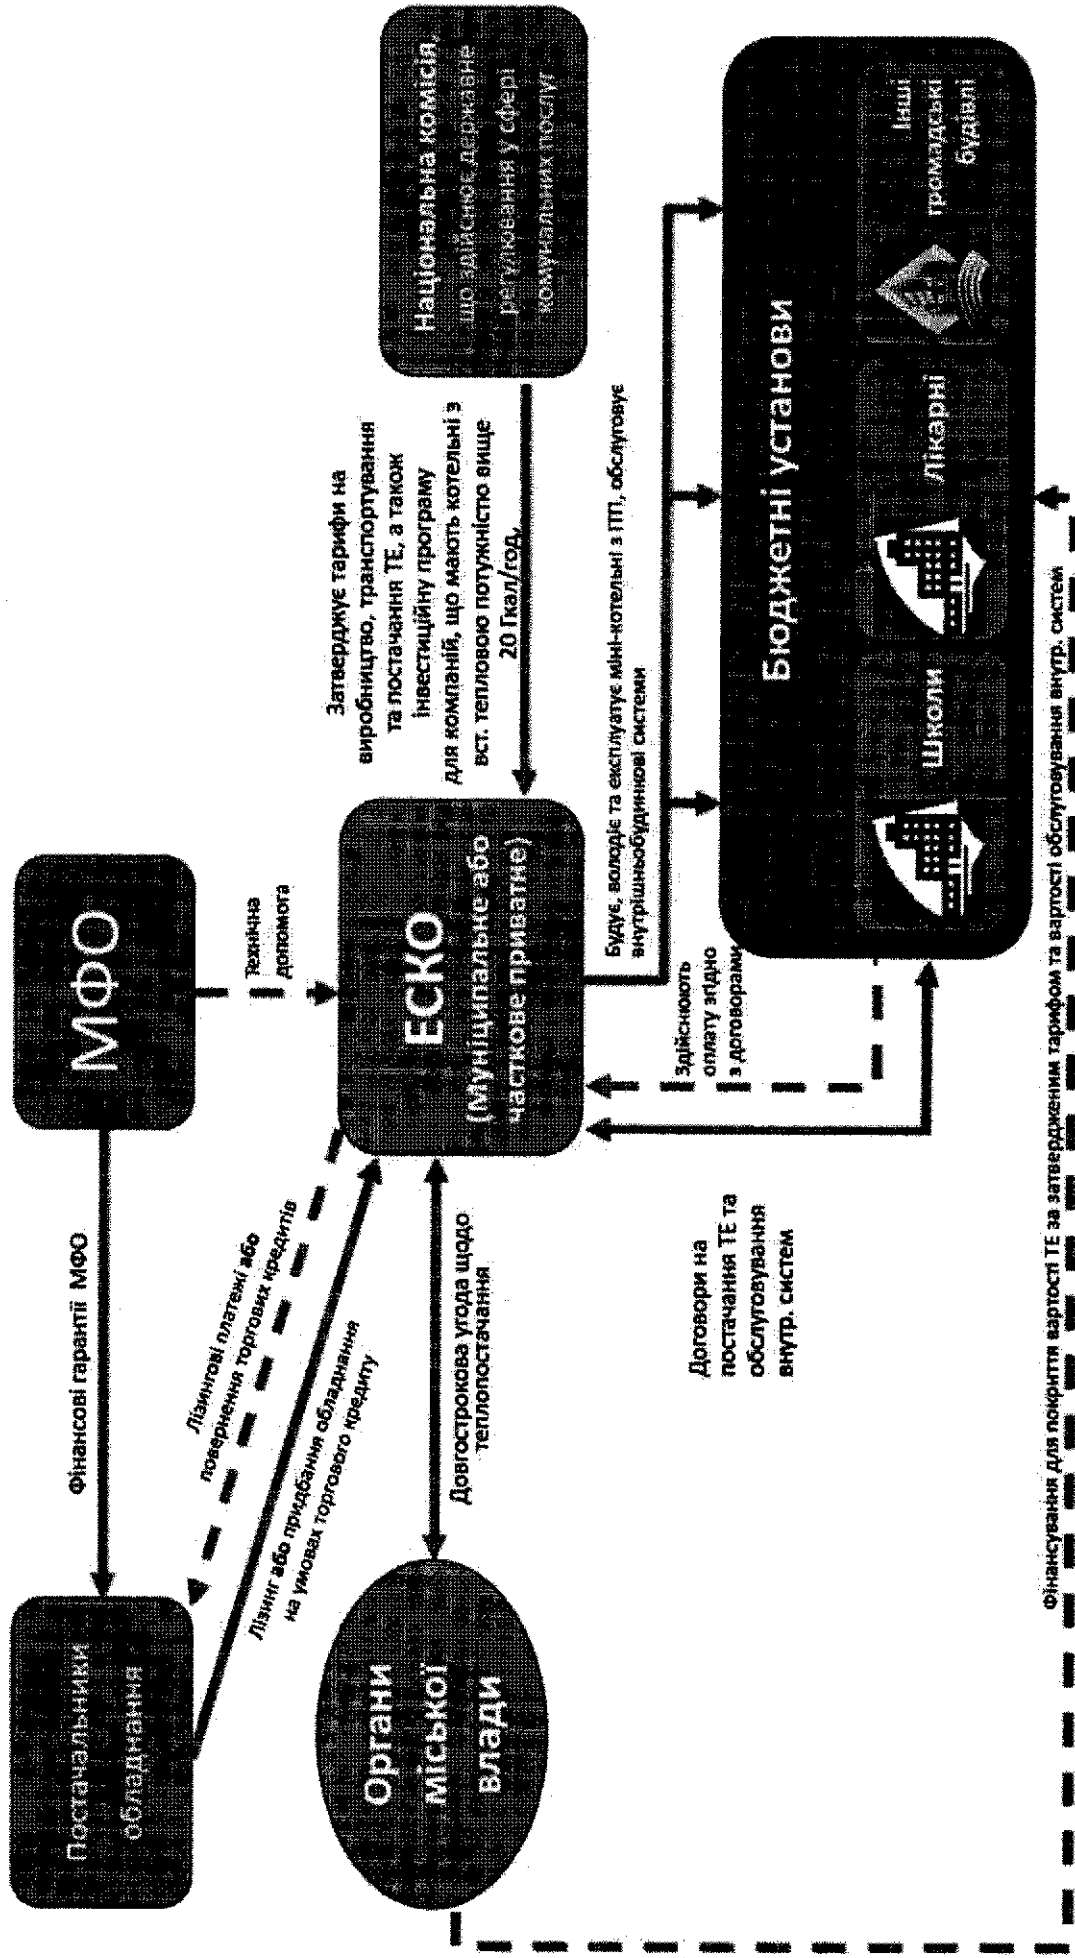 Постачальники
обладнання
Фінансові гарантії МФО
МФО
Лізингові платежі або
повернення торгових кредитів
Лізинг або придбання обладнання
на умовах торгового кредиту
Технічна
допомога
Органи
міської
влади
Довгострокова угода щодо
теплопостачання
ЕСКО
(Муніципальне або
часткове приватне)
Затверджує тарифи на
виробництво, транспортування
та постачання ТЕ, а також
інвестиційну програму
для компаній, що мають котельні з
вст. тепловою потужністю вище
20 Гкал/год,
Національна комісія,
що здійснює державне
регулювання у сфері
комунальних послуг
Будує, володіє та експлуатує міні-котельні з ІТП, обслуговує
внутрішньобудинкові системи
Здійснюють
оплату згідно
з договорами
Договори на
постачання ТЕ та
обслуговування
внутр. систем
Бюджетні установи
Школи
Лікарні
Інші
громадські
будівлі
Фінансування для покриття вартості ТЕ за затвердженим тарифом та вартості обслуговування внутр. систем